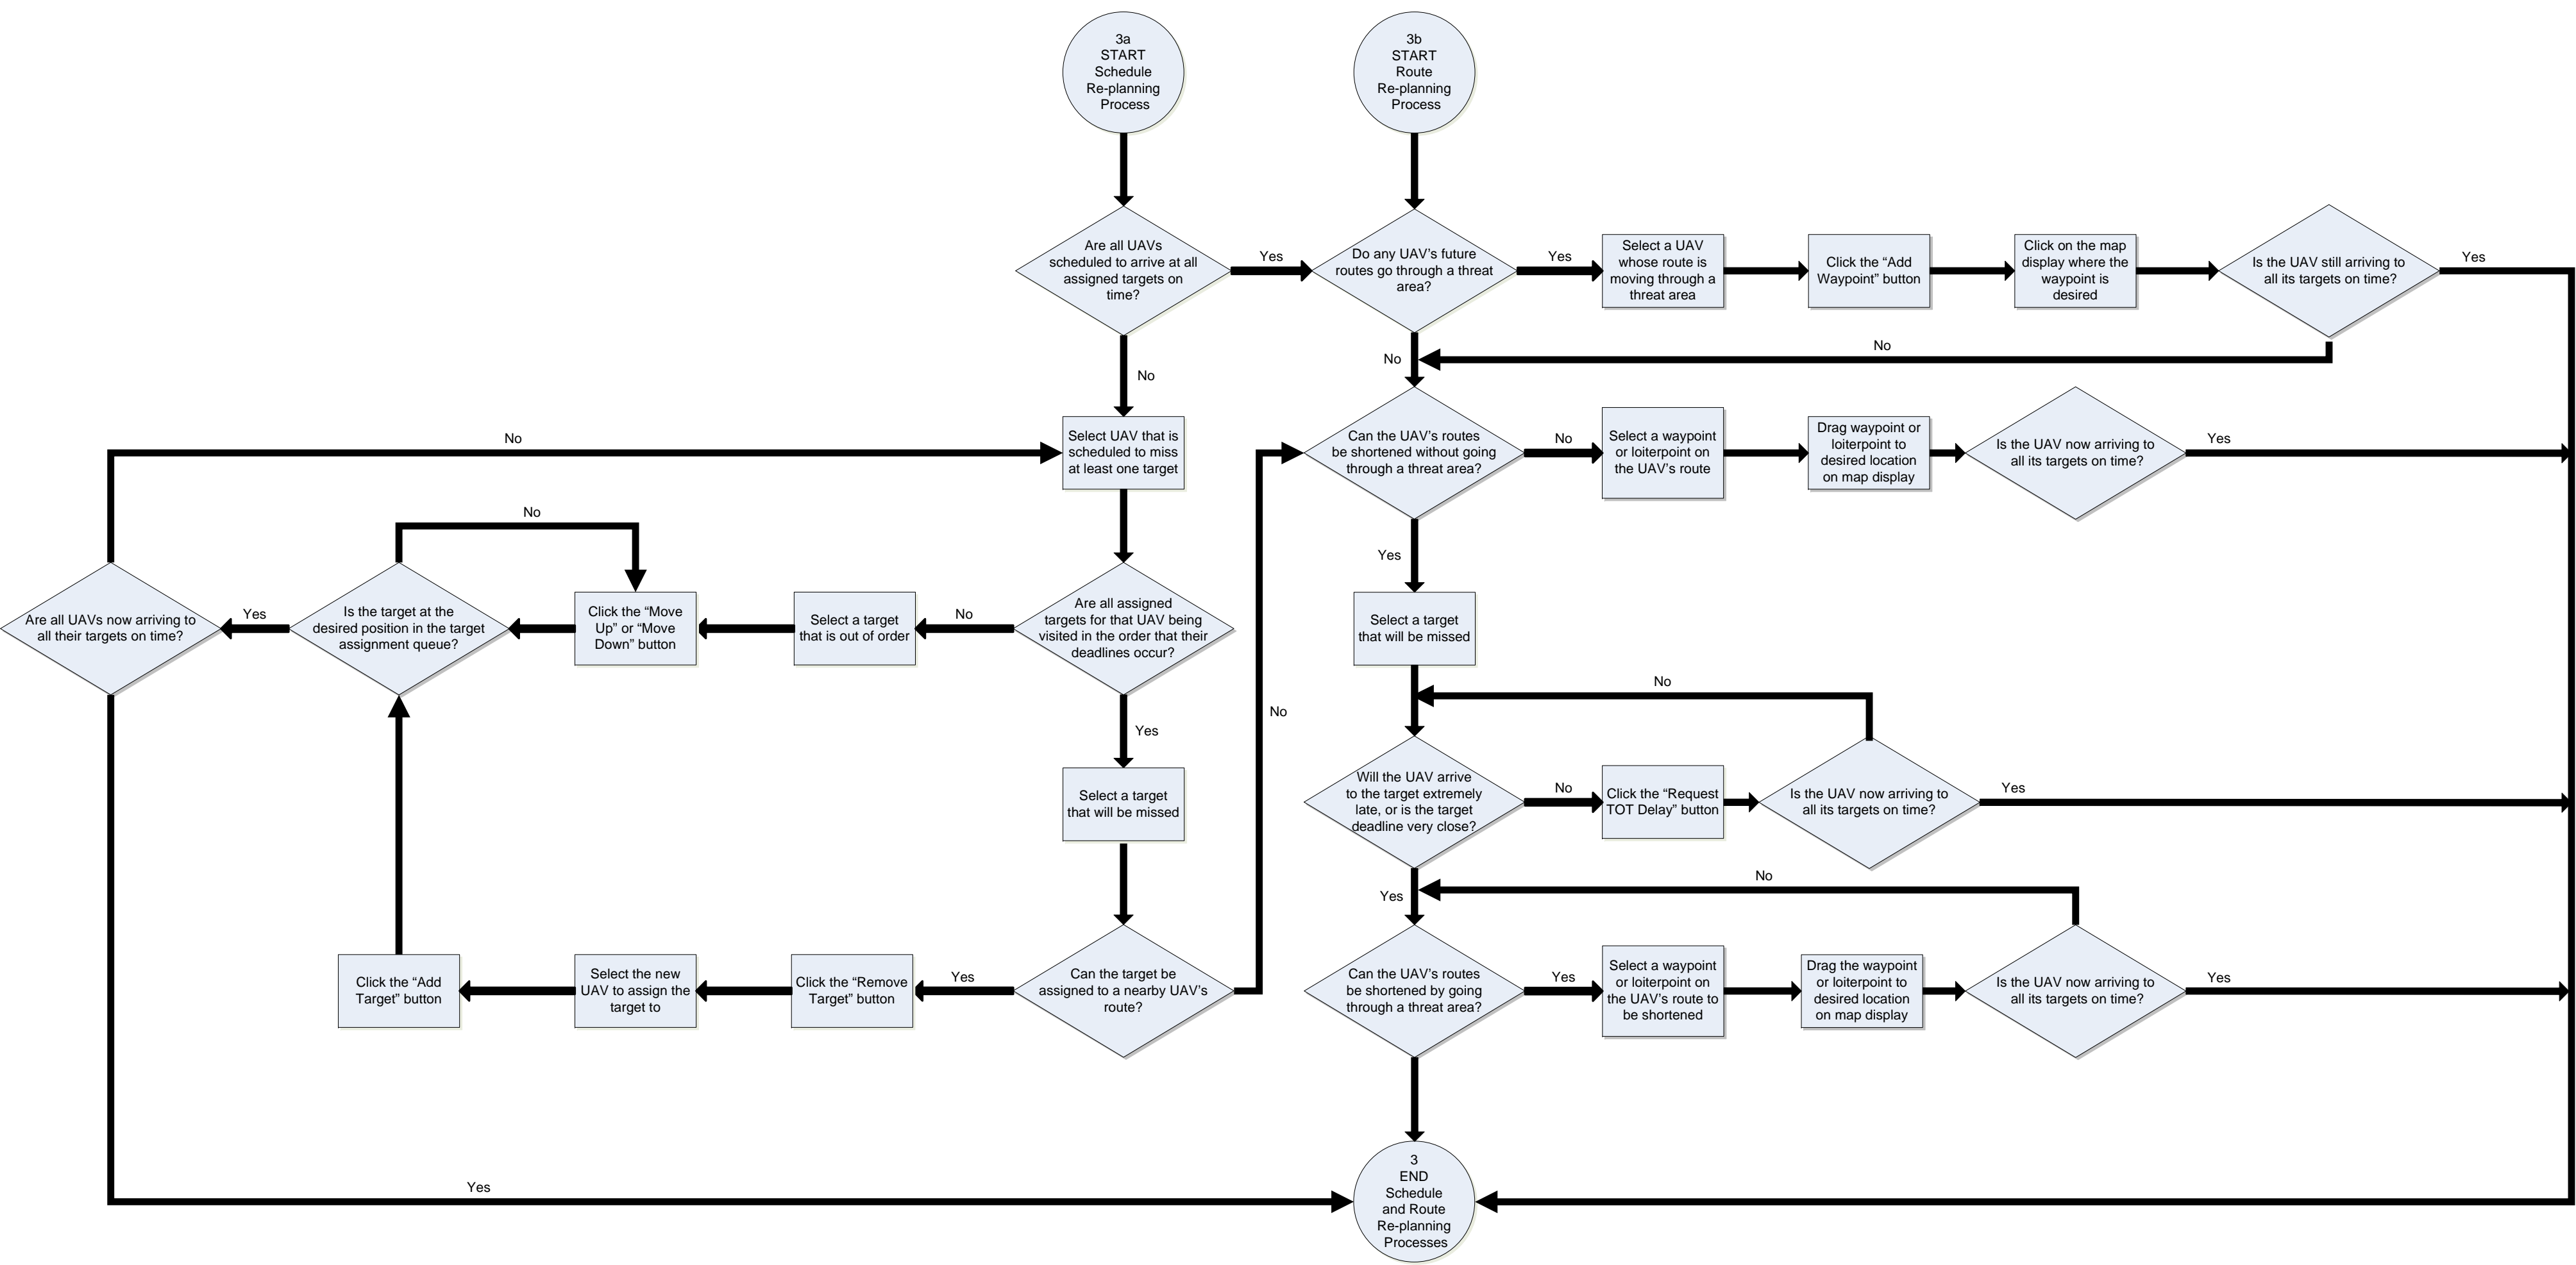 3a
START
Schedule
Re-planning
Process
3b
START
Route
Re-planning
Process
Are all UAVs
scheduled to arrive at all
assigned targets on
time?
Yes
Do any UAV's future
routes go through a threat
area?
Yes
Select a UAV
whose route is
moving through a
threat area
Click the “Add
Waypoint” button
Click on the map
display where the
waypoint is
desired
Is the UAV still arriving to
all its targets on time?
Yes
No
No
No
No
Select UAV that is
scheduled to miss
at least one target
Can the UAV's routes
be shortened without going
through a threat area?
No
Select a waypoint
or loiterpoint on
the UAV's route
Drag waypoint or
loiterpoint to
desired location
on map display
Is the UAV now arriving to
all its targets on time?
Yes
No
Yes
Are all UAVs now arriving to
all their targets on time?
Yes
Is the target at the
desired position in the target
assignment queue?
Click the “Move
Up” or “Move
Down” button
Select a target
that is out of order
No
Are all assigned
targets for that UAV being
visited in the order that their
deadlines occur?
Select a target
that will be missed
No
No
Yes
Select a target
that will be missed
Will the UAV arrive
to the target extremely
late, or is the target
deadline very close?
No
Click the “Request
TOT Delay” button
Is the UAV now arriving to
all its targets on time?
Yes
No
Yes
Click the “Add
Target” button
Select the new
UAV to assign the
target to
Click the “Remove
Target” button
Yes
Can the target be
assigned to a nearby UAV's
route?
Can the UAV's routes
be shortened by going
through a threat area?
Yes
Select a waypoint
or loiterpoint on
the UAV's route to
be shortened
Drag the waypoint
or loiterpoint to
desired location
on map display
Is the UAV now arriving to
all its targets on time?
Yes
Yes
3
END
Schedule
and Route
Re-planning
Processes